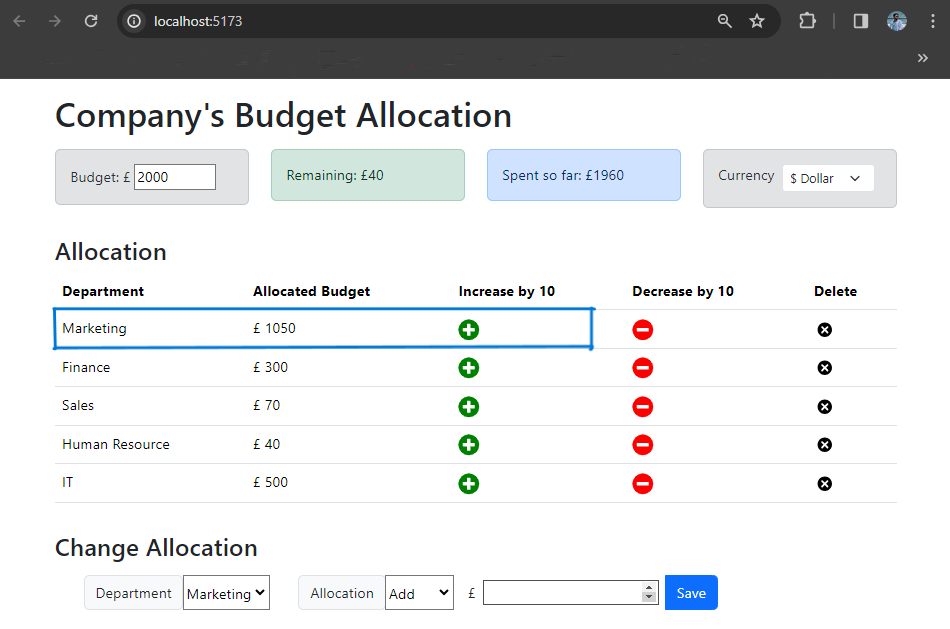 localhost:5173
Company's Budget Allocation
Budget: £ 2000
Remaining: £40
Spent so far: £1960
Currency $ Dollar
Allocation
Department Allocated Budget Increase by 10 Decrease by 10 Delete
Marketing £ 1050
Finance £ 300
Sales £ 70
Human Resource £ 40
IT £ 500
Change Allocation
Department Marketing Allocation Add £ Save